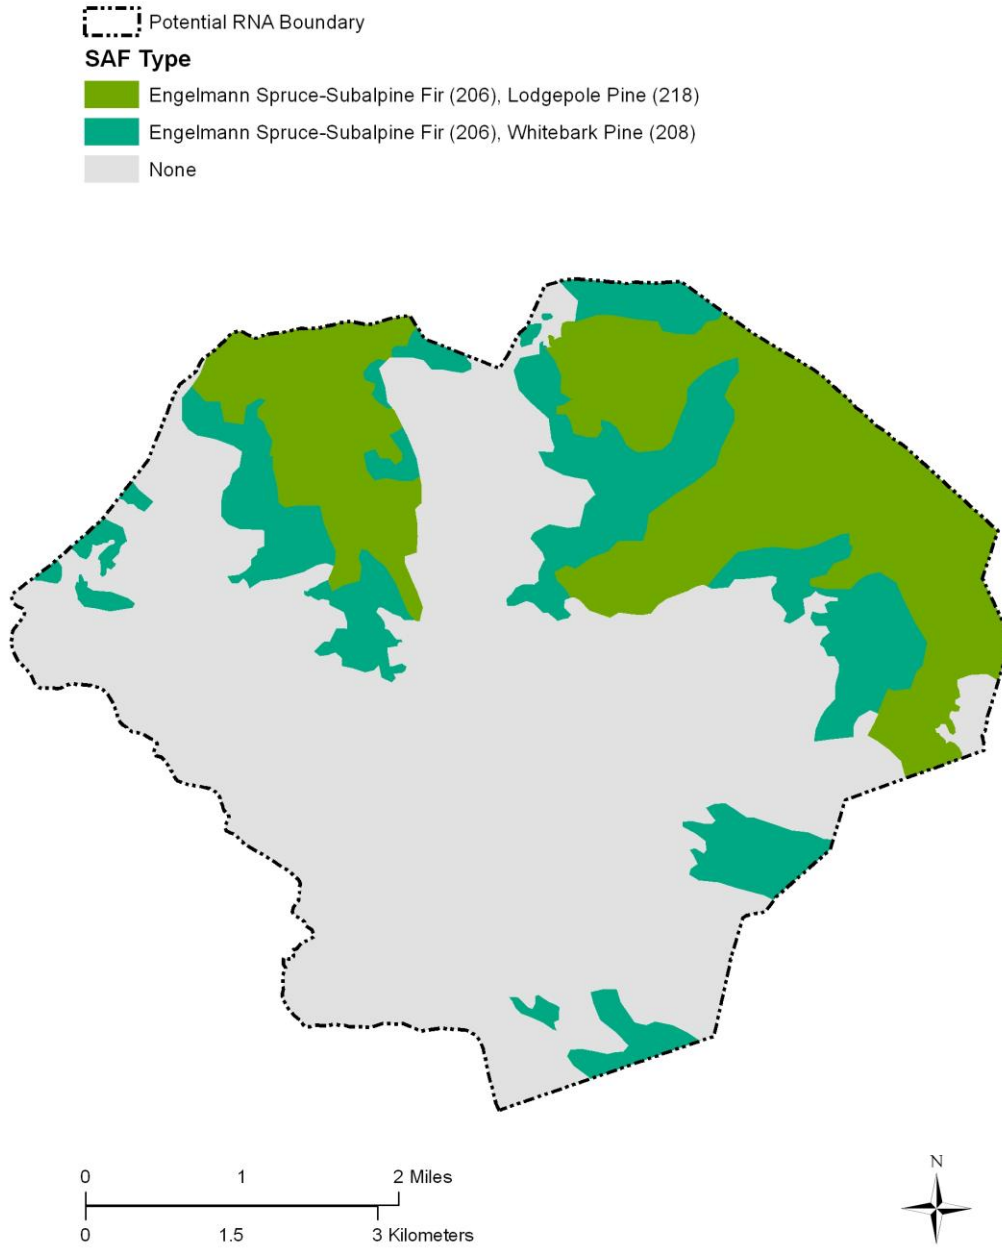 Potential RNA Boundary
SAF Type
Engelmann Spruce-Subalpine Fir (206), Lodgepole Pine (218)
Engelmann Spruce-Subalpine Fir (206), Whitebark Pine (208)
None
0 1 2 Miles
0 1.5 3 Kilometers
N